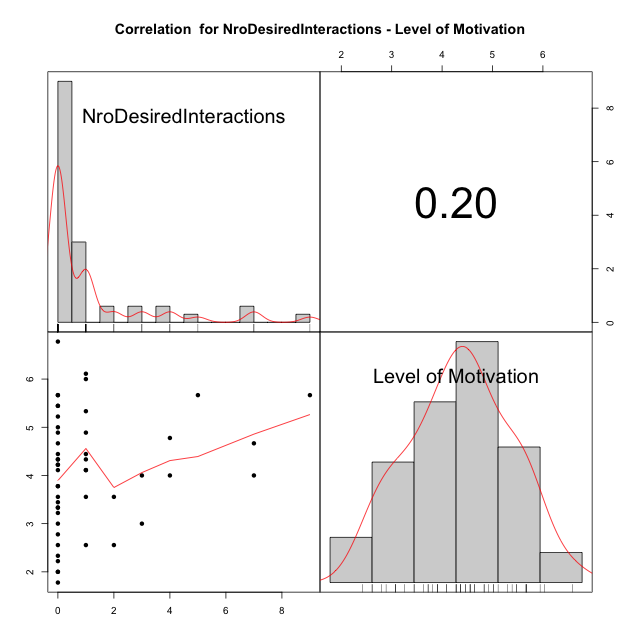 Correlation  for NroDesiredInteractions - Level of Motivation
2 3 4 5 6
NroDesiredInteractions
0.20
8
6
4
2
0
Level of Motivation
6
5
4
3
2
0 2 4 6 8